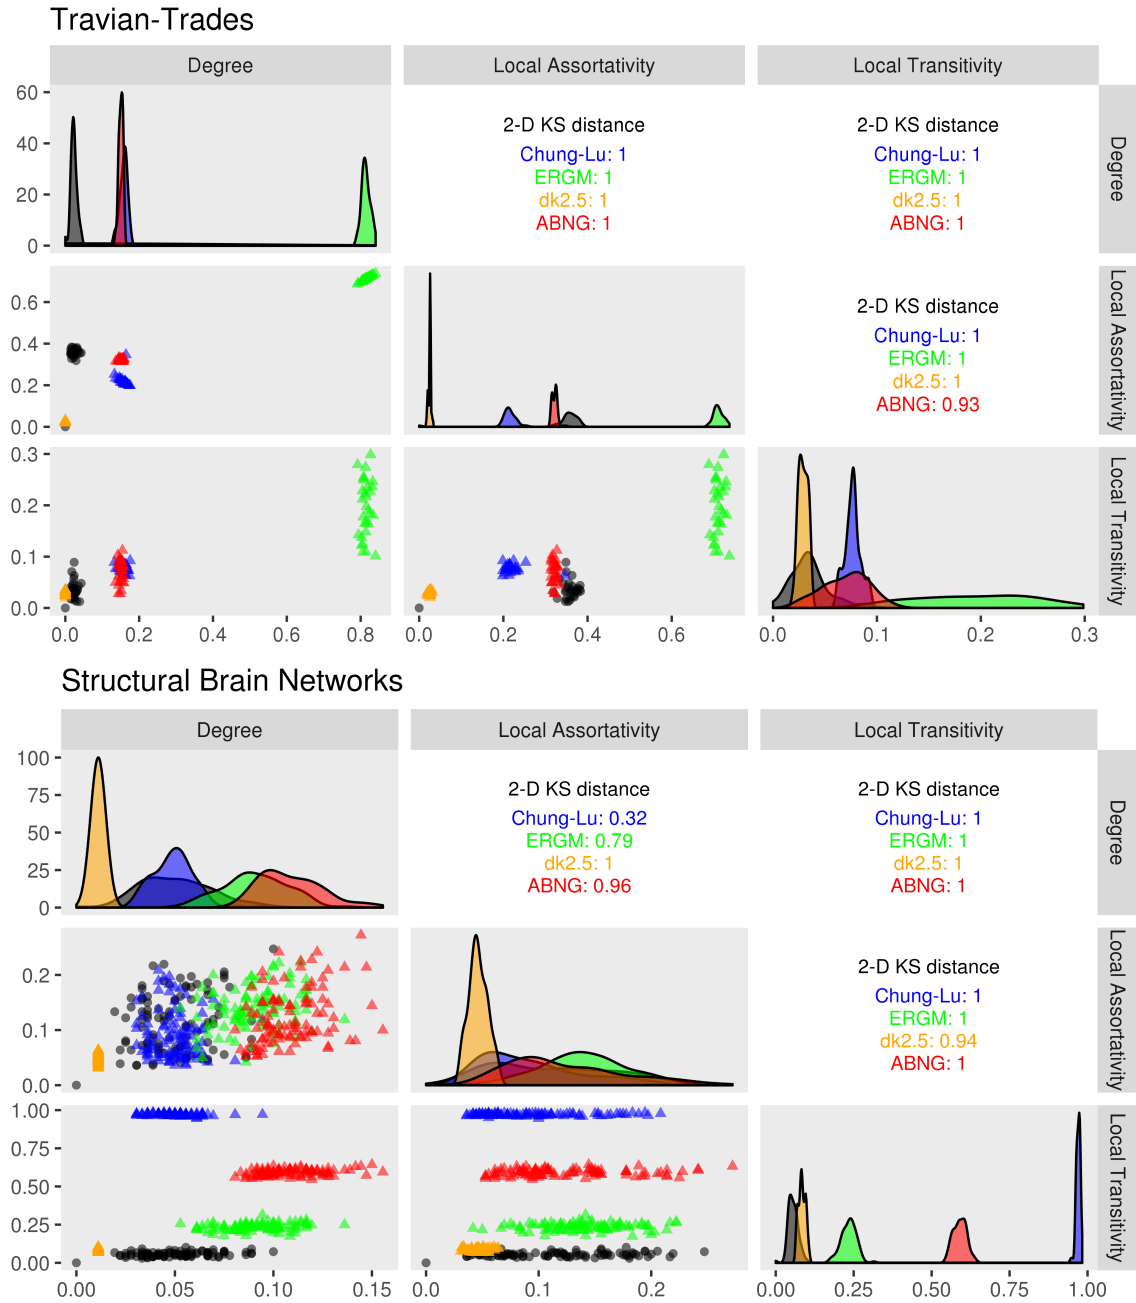 Travian-Trades
Degree
Local Assortativity
Local Transitivity
60
40
20
0
2-D KS distance
Chung-Lu: 1
ERGM: 1
dk2.5: 1
ABNG: 1
2-D KS distance
Chung-Lu: 1
ERGM: 1
dk2.5: 1
ABNG: 1
Degree
0.6
0.4
0.2
0.0
2-D KS distance
Chung-Lu: 1
ERGM: 1
dk2.5: 1
ABNG: 0.93
Local Assortativity
0.3
0.2
0.1
0.0
Local Transitivity
0.0 0.2 0.4 0.6 0.8
0.0 0.2 0.4 0.6
0.0 0.1 0.2 0.3
Structural Brain Networks
Degree
Local Assortativity
Local Transitivity
100
75
50
25
0
2-D KS distance
Chung-Lu: 0.32
ERGM: 0.79
dk2.5: 1
ABNG: 0.96
2-D KS distance
Chung-Lu: 1
ERGM: 1
dk2.5: 1
ABNG: 1
Degree
0.2
0.1
0.0
2-D KS distance
Chung-Lu: 1
ERGM: 1
dk2.5: 0.94
ABNG: 1
Local Assortativity
1.00
0.75
0.50
0.25
0.00
Local Transitivity
0.00 0.05 0.10 0.15
0.0 0.1 0.2
0.00 0.25 0.50 0.75 1.00